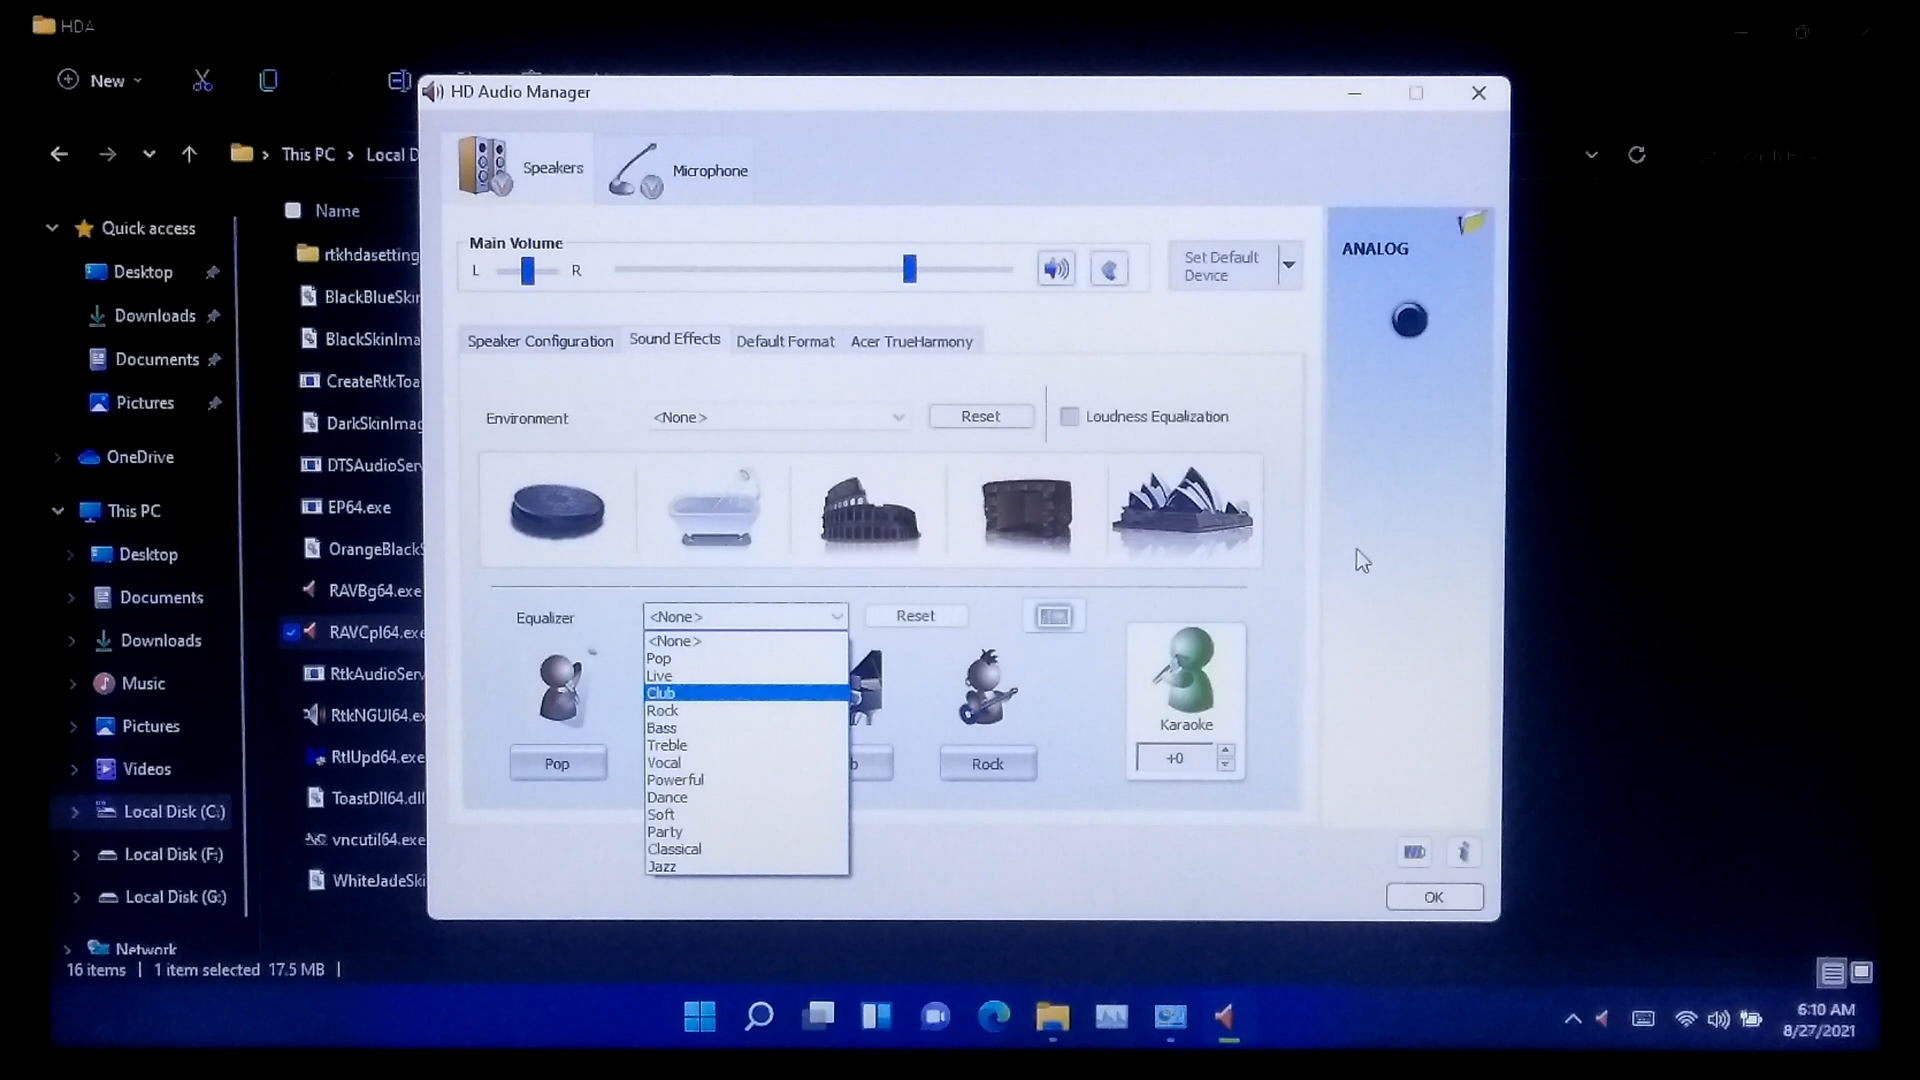 HDA
New
This PC > Local D
Name
Quick access
Desktop
Downloads
Documents
Pictures
OneDrive
This PC
Desktop
Documents
Downloads
Music
Pictures
Videos
Local Disk (C:)
Local Disk (F:)
Local Disk (G:)
Network
rtkhdasetting
BlackBlueSkin
BlackSkinIma
CreateRtkToa
DarkSkinImag
DTSAudioSer
EP64.exe
OrangeBlackS
RAVBg64.exe
RAVCpl64.exe
RtkAudioServ
RtkNGUI64.ex
RtlUpd64.exe
ToastDll64.dll
vncutil64.exe
WhiteJadeSki
16 items | 1 item selected 17.5 MB |
HD Audio Manager
Speakers
Microphone
Main Volume
L
R
Set Default
Device
ANALOG
Speaker Configuration
Sound Effects
Default Format
Acer TrueHarmony
Environment
<None>
Reset
Loudness Equalization
Equalizer
<None>
Reset
<None>
Pop
Live
Club
Rock
Bass
Treble
Vocal
Powerful
Dance
Soft
Party
Classical
Jazz
Pop
b
Rock
Karaoke
+0
OK
6:10 AM
8/27/2021